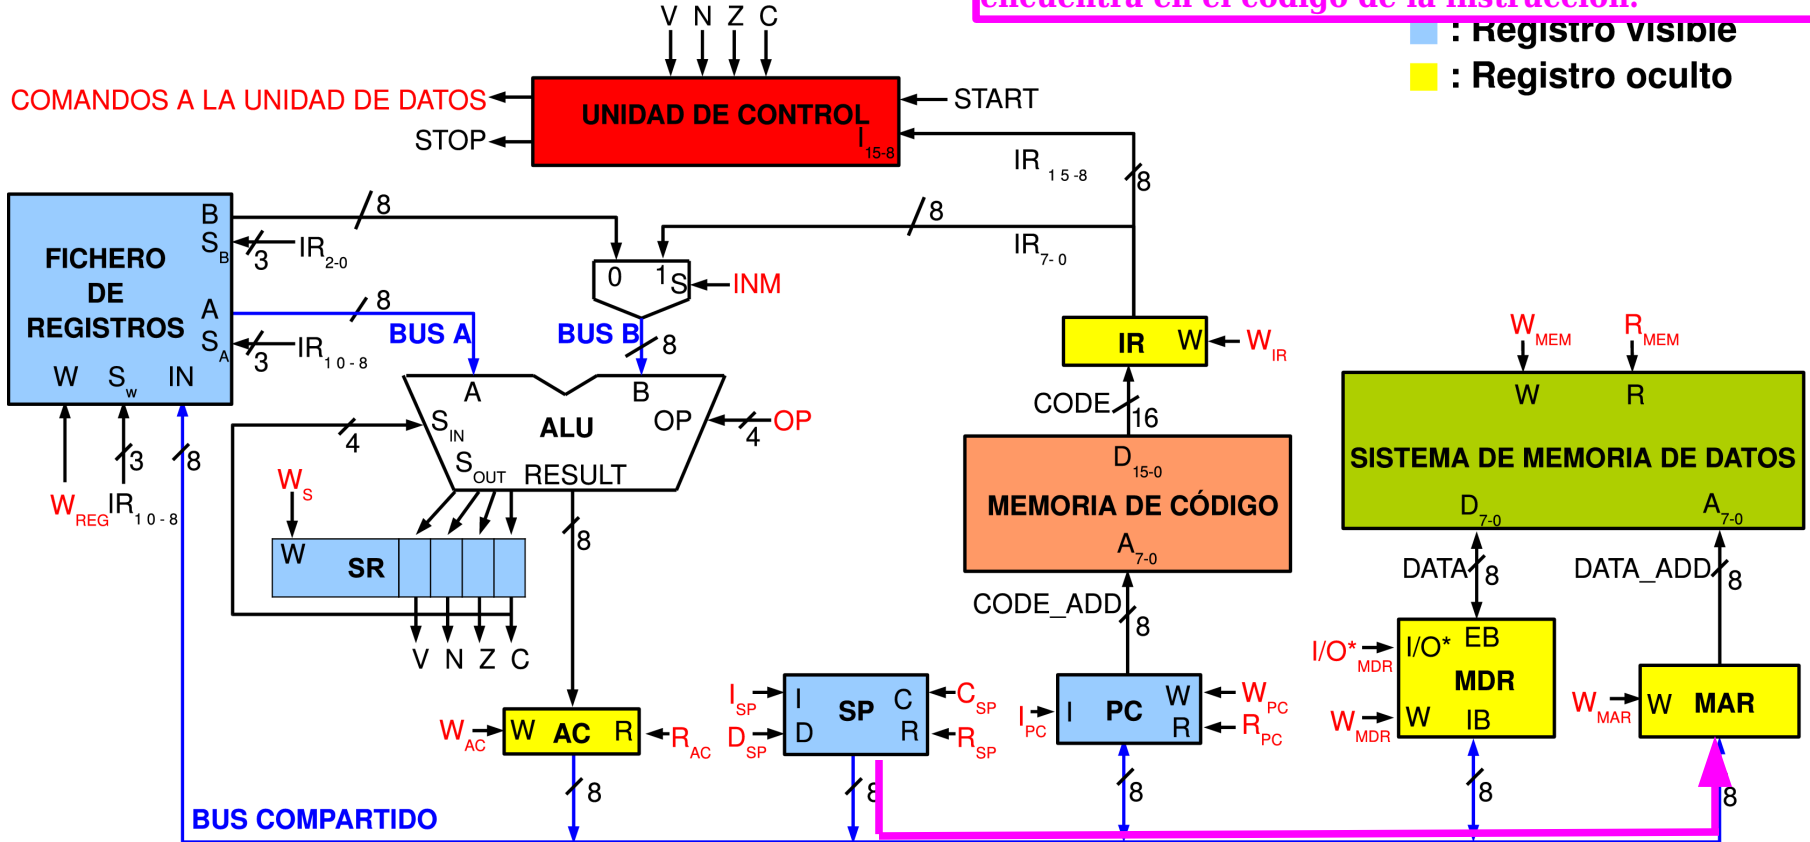 encuentra en el código de la instrucción.
: Registro visible
: Registro oculto
V N Z C
COMANDOS A LA UNIDAD DE DATOS
UNIDAD DE CONTROL
START
STOP
I15-8
IR 15-8
8
B
8
8
SB
3
IR2-0
IR7-0
FICHERO
DE
REGISTROS
0
1
S
INM
A
8
BUS A
BUS B
8
SA
3
IR10-8
W
Sw
IN
IR
W
WIR
WMEM
RMEM
W
R
A
B
CODE
16
SIN
ALU
OP
4
OP
4
3
8
SOUT
RESULT
D15-0
SISTEMA DE MEMORIA DE DATOS
WREG
IR10-8
WS
MEMORIA DE CÓDIGO
D7-0
A7-0
W
SR
8
A7-0
DATA
8
DATA_ADD
8
CODE_ADD
8
V N Z C
I/O*MDR
I/O*
EB
MDR
ISP
I
SP
C
CSP
IPC
I
PC
W
WPC
WMAR
W
MAR
WAC
W
AC
R
RAC
DSP
D
R
RSP
R
RPC
WMDR
W
IB
8
8
8
8
8
BUS COMPARTIDO